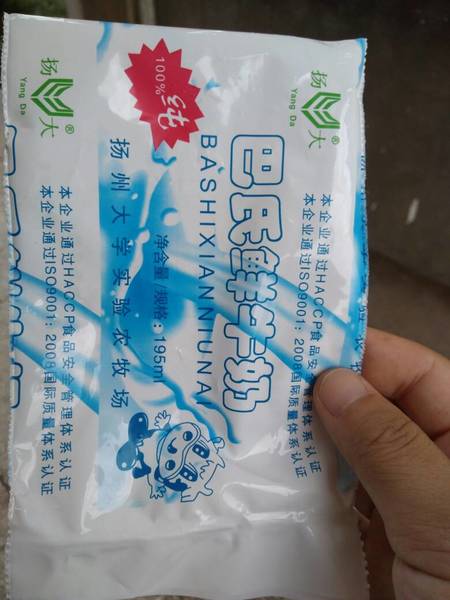 扬大®
Yang Da
100%纯
巴氏鲜牛奶
BASHIXIANNIUNAI
净含量/规格:195ml
扬州大学实验农牧场
本企业通过HACCP食品安全管理体系认证
本企业通过ISO9001:2008国际质量体系认证
扬大®
Yang Da
本企业通过HACCP食品安全管理体系认证
本企业通过ISO9001:2008国际质量体系认证